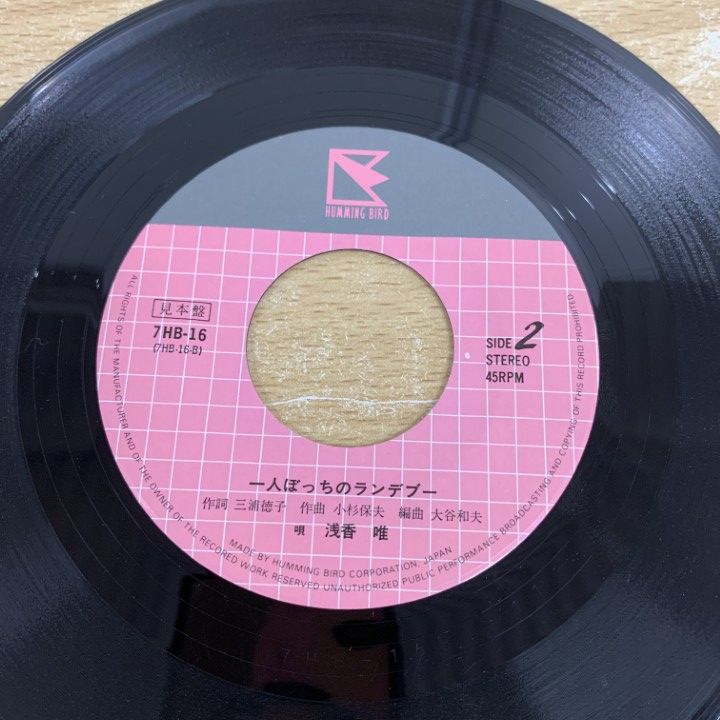 HUMMING BIRD
見本盤
7HB-16
(7HB-16-B)
SIDE 2
STEREO
45RPM
一人ぼっちのランデブー
作詞 三浦徳子 作曲 小杉保夫 編曲 大谷和夫
唄 浅香 唯
MADE BY HUMMING BIRD CORPORATION, JAPAN
ALL RIGHTS OF THE MANUFACTURER AND OF THE OWNER OF THE RECORED WORK RESERVED UNAUTHORIZED PUBLIC PERFORMANCE BROADCASTING AND COPYING OF THIS RECORD PROHIBITED